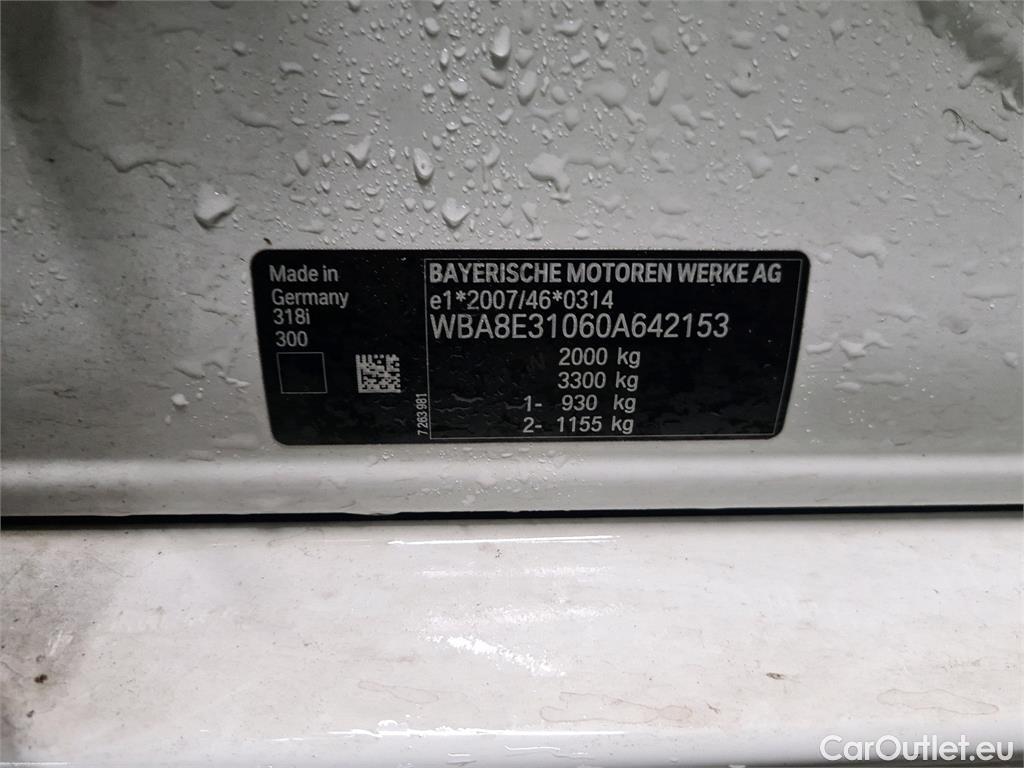 Made in
Germany
318i
300
7 263 981
BAYERISCHE MOTOREN WERKE AG
e1*2007/46*0314
WBA8E31060A642153
2000 kg
3300 kg
1- 930 kg
2- 1155 kg
CarOutlet.eu